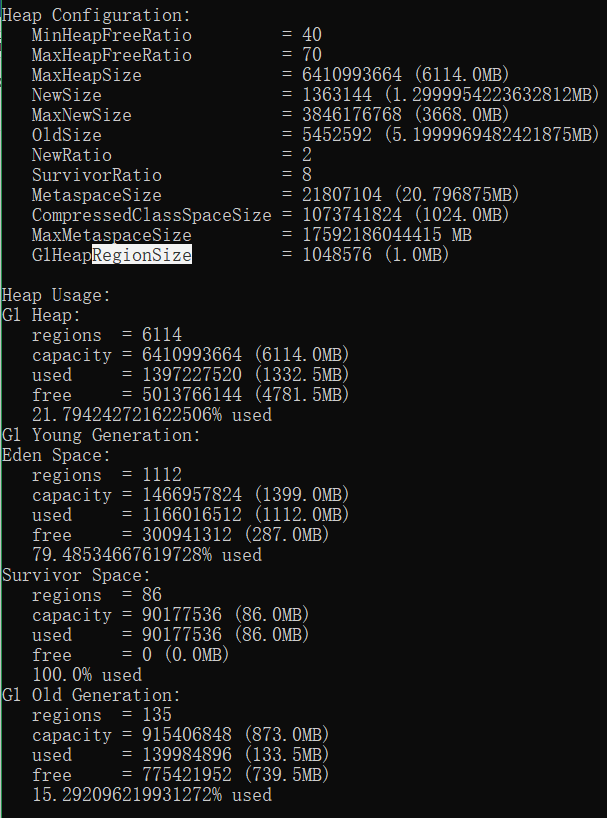 Heap Configuration:
   MinHeapFreeRatio         = 40
   MaxHeapFreeRatio         = 70
   MaxHeapSize              = 6410993664 (6114.0MB)
   NewSize                  = 1363144 (1.2999954223632812MB)
   MaxNewSize               = 3846176768 (3668.0MB)
   OldSize                  = 5452592 (5.1999969482421875MB)
   NewRatio                 = 2
   SurvivorRatio            = 8
   MetaspaceSize            = 21807104 (20.796875MB)
   CompressedClassSpaceSize = 1073741824 (1024.0MB)
   MaxMetaspaceSize         = 17592186044415 MB
   G1HeapRegionSize         = 1048576 (1.0MB)

Heap Usage:
G1 Heap:
   regions  = 6114
   capacity = 6410993664 (6114.0MB)
   used     = 1397227520 (1332.5MB)
   free     = 5013766144 (4781.5MB)
   21.794242721622506% used
G1 Young Generation:
Eden Space:
   regions  = 1112
   capacity = 1466957824 (1399.0MB)
   used     = 1166016512 (1112.0MB)
   free     = 300941312 (287.0MB)
   79.48534667619728% used
Survivor Space:
   regions  = 86
   capacity = 90177536 (86.0MB)
   used     = 90177536 (86.0MB)
   free     = 0 (0.0MB)
   100.0% used
G1 Old Generation:
   regions  = 135
   capacity = 915406848 (873.0MB)
   used     = 139984896 (133.5MB)
   free     = 775421952 (739.5MB)
   15.292096219931272% used